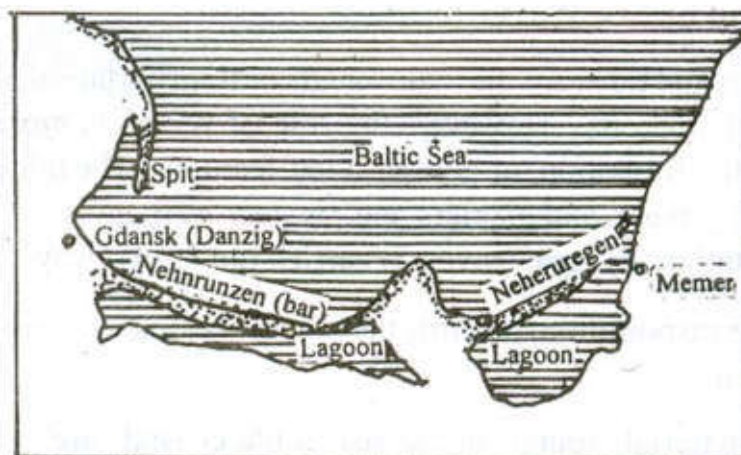 Baltic Sea
Spit
Gdansk (Danzig)
Nehnrunzen (bar)
Neheruregen
Memer
Lagoon
Lagoon